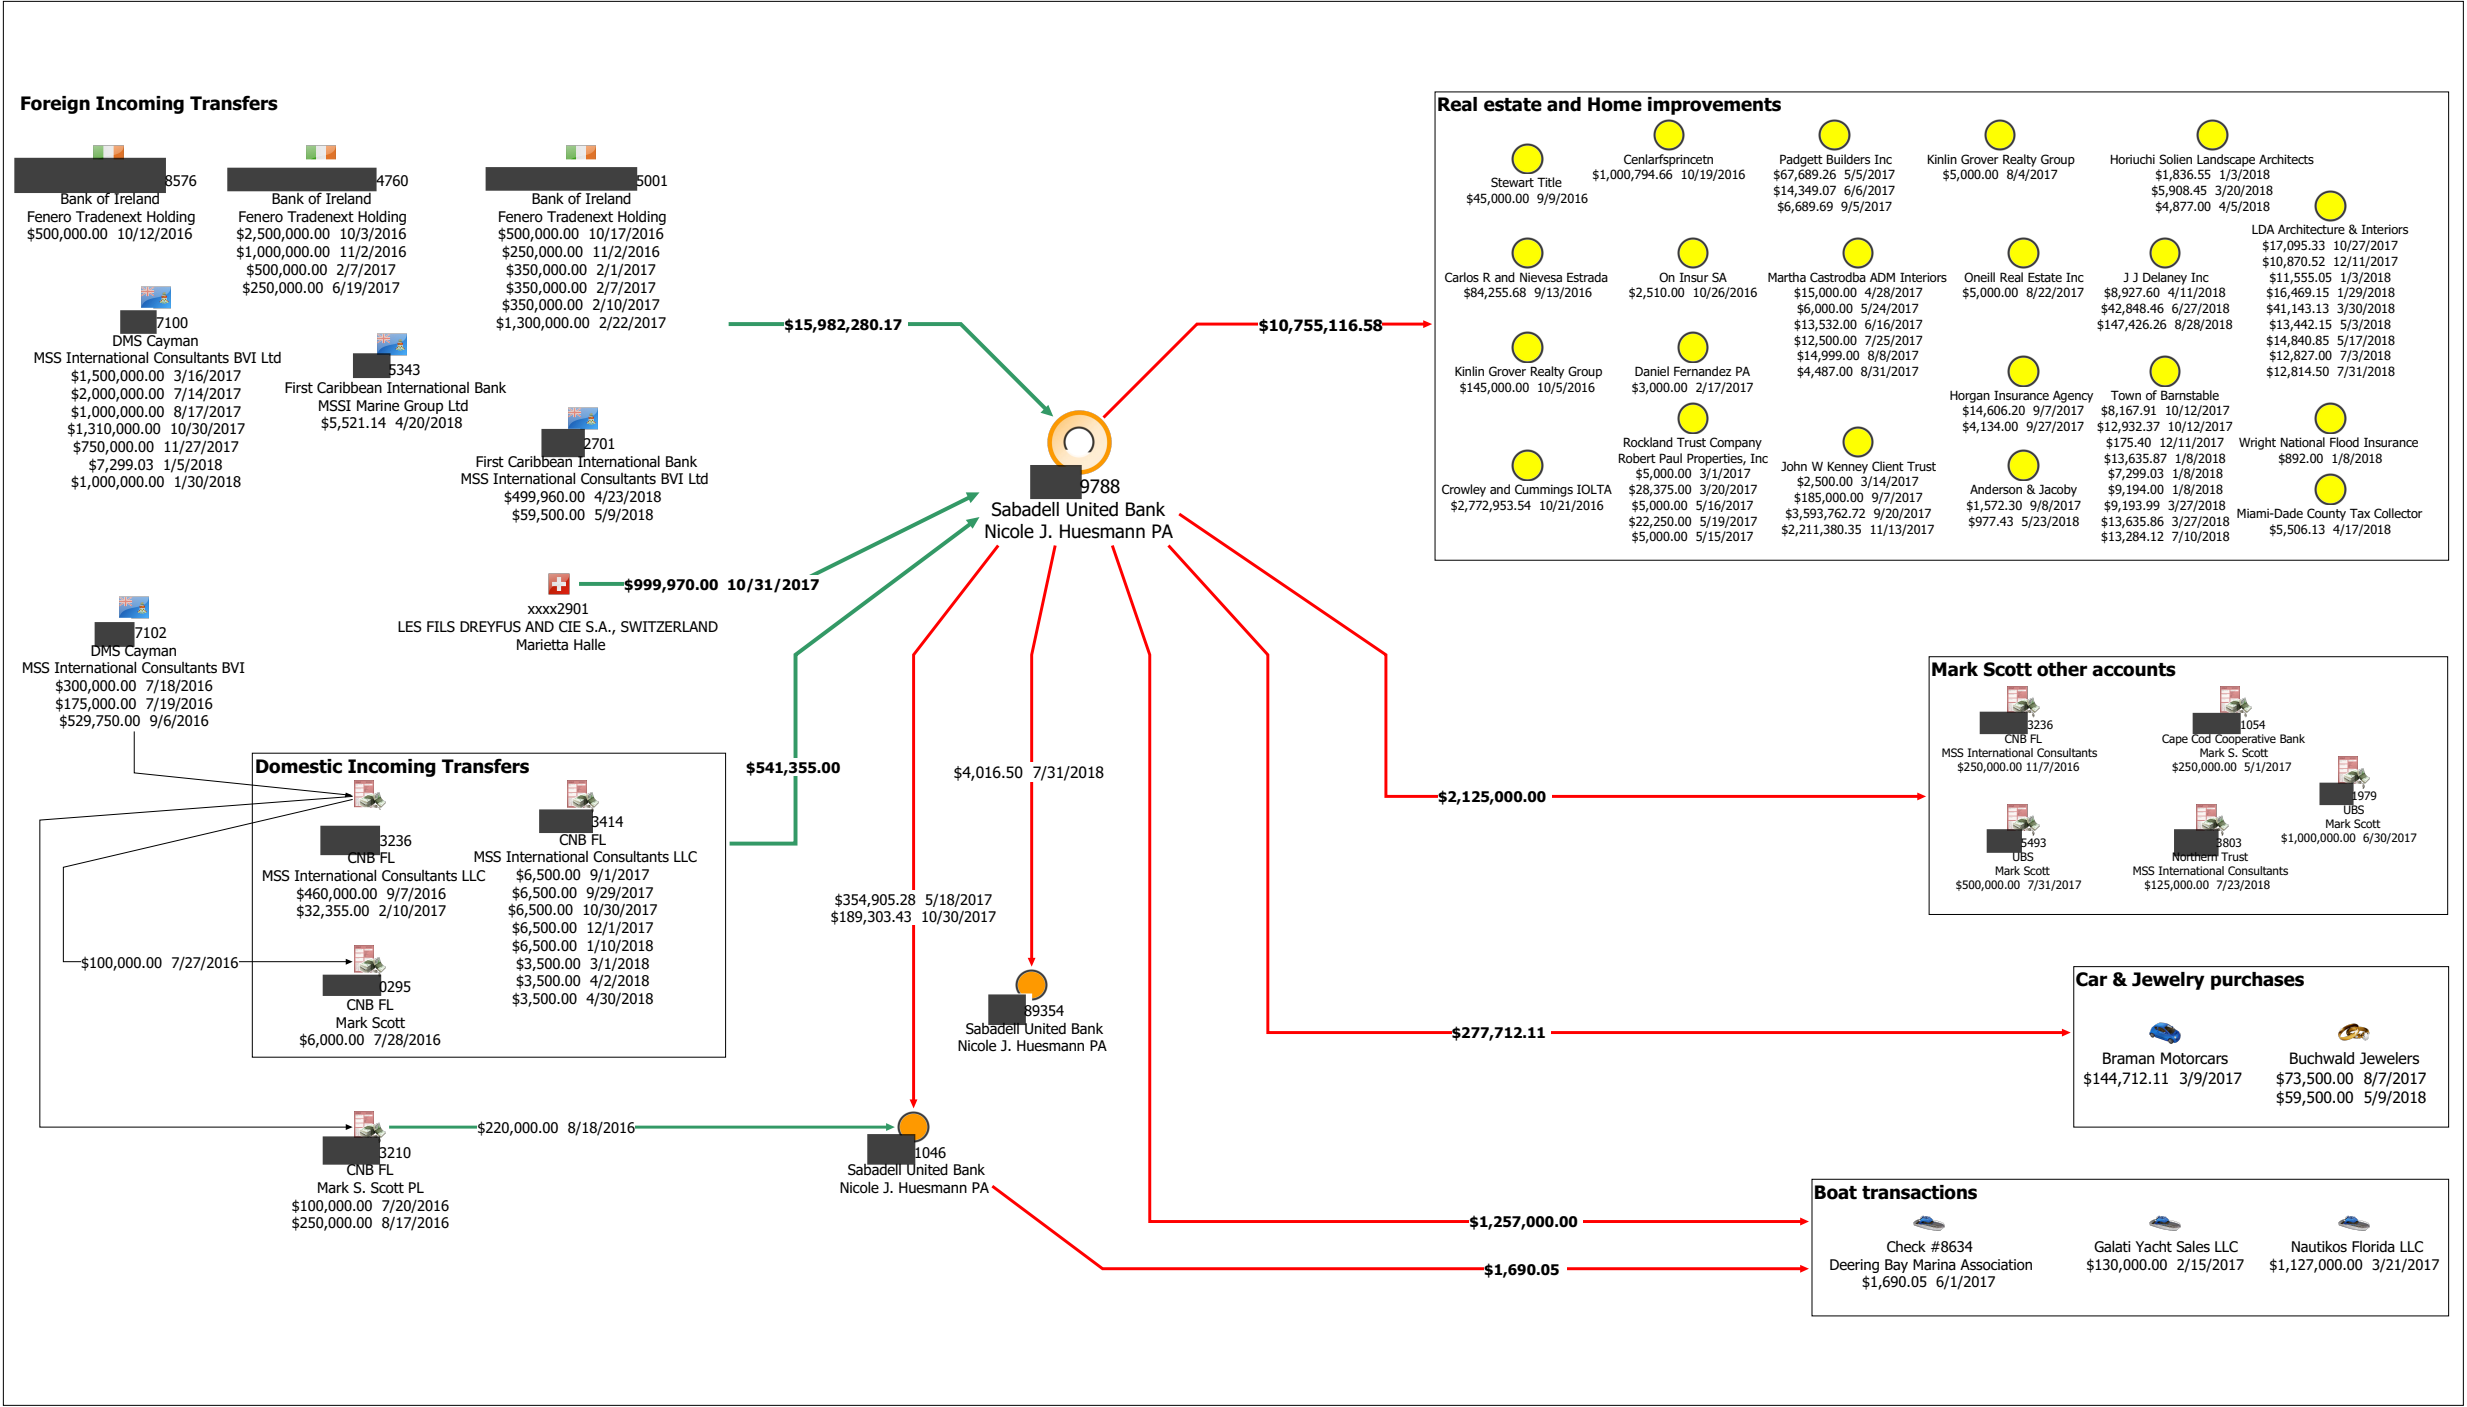 Foreign Incoming Transfers
8576
Bank of Ireland
Fenero Tradenext Holding
$500,000.00 10/12/2016
4760
Bank of Ireland
Fenero Tradenext Holding
$2,500,000.00 10/3/2016
$1,000,000.00 11/2/2016
$500,000.00 2/7/2017
$250,000.00 6/19/2017
5001
Bank of Ireland
Fenero Tradenext Holding
$500,000.00 10/17/2016
$250,000.00 11/2/2016
$350,000.00 2/1/2017
$350,000.00 2/7/2017
$350,000.00 2/10/2017
$1,300,000.00 2/22/2017
7100
DMS Cayman
MSS International Consultants BVI Ltd
$1,500,000.00 3/16/2017
$2,000,000.00 7/14/2017
$1,000,000.00 8/17/2017
$1,310,000.00 10/30/2017
$750,000.00 11/27/2017
$7,299.03 1/5/2018
$1,000,000.00 1/30/2018
5343
First Caribbean International Bank
MSSI Marine Group Ltd
$5,521.14 4/20/2018
2701
First Caribbean International Bank
MSS International Consultants BVI Ltd
$499,960.00 4/23/2018
$59,500.00 5/9/2018
$15,982,280.17
xxxx2901
LES FILS DREYFUS AND CIE S.A., SWITZERLAND
Marietta Halle
$999,970.00 10/31/2017
7102
DMS Cayman
MSS International Consultants BVI
$300,000.00 7/18/2016
$175,000.00 7/19/2016
$529,750.00 9/6/2016
Domestic Incoming Transfers
3236
CNB FL
MSS International Consultants LLC
$460,000.00 9/7/2016
$32,355.00 2/10/2017
3414
CNB FL
MSS International Consultants LLC
$6,500.00 9/1/2017
$6,500.00 9/29/2017
$6,500.00 10/30/2017
$6,500.00 12/1/2017
$6,500.00 1/10/2018
$3,500.00 3/1/2018
$3,500.00 4/2/2018
$3,500.00 4/30/2018
$100,000.00 7/27/2016
0295
CNB FL
Mark Scott
$6,000.00 7/28/2016
$541,355.00
3210
CNB FL
Mark S. Scott PL
$100,000.00 7/20/2016
$250,000.00 8/17/2016
$220,000.00 8/18/2016
9788
Sabadell United Bank
Nicole J. Huesmann PA
$4,016.50 7/31/2018
89354
Sabadell United Bank
Nicole J. Huesmann PA
$354,905.28 5/18/2017
$189,303.43 10/30/2017
1046
Sabadell United Bank
Nicole J. Huesmann PA
$10,755,116.58
Real estate and Home improvements
Stewart Title
$45,000.00 9/9/2016
Cenlarfsprincetn
$1,000,794.66 10/19/2016
Padgett Builders Inc
$67,689.26 5/5/2017
$14,349.07 6/6/2017
$6,689.69 9/5/2017
Kinlin Grover Realty Group
$5,000.00 8/4/2017
Horiuchi Solien Landscape Architects
$1,836.55 1/3/2018
$5,908.45 3/20/2018
$4,877.00 4/5/2018
LDA Architecture & Interiors
$17,095.33 10/27/2017
$10,870.52 12/11/2017
$11,555.05 1/3/2018
$16,469.15 1/29/2018
$41,143.13 3/30/2018
$13,442.15 5/3/2018
$14,840.85 5/17/2018
$12,827.00 7/3/2018
$12,814.50 7/31/2018
Carlos R and Nievesa Estrada
$84,255.68 9/13/2016
On Insur SA
$2,510.00 10/26/2016
Martha Castrodba ADM Interiors
$15,000.00 4/28/2017
$6,000.00 5/24/2017
$13,532.00 6/16/2017
$12,500.00 7/25/2017
$14,999.00 8/8/2017
$4,487.00 8/31/2017
Oneill Real Estate Inc
$5,000.00 8/22/2017
J J Delaney Inc
$8,927.60 4/11/2018
$42,848.46 6/27/2018
$147,426.26 8/28/2018
Kinlin Grover Realty Group
$145,000.00 10/5/2016
Daniel Fernandez PA
$3,000.00 2/17/2017
Horgan Insurance Agency
$14,606.20 9/7/2017
$4,134.00 9/27/2017
Town of Barnstable
$8,167.91 10/12/2017
$12,932.37 10/12/2017
$175.40 12/11/2017
$13,635.87 1/8/2018
$7,299.03 1/8/2018
$9,194.00 1/8/2018
$9,193.99 3/27/2018
$13,635.86 3/27/2018
$13,284.12 7/10/2018
Wright National Flood Insurance
$892.00 1/8/2018
Crowley and Cummings IOLTA
$2,772,953.54 10/21/2016
Rockland Trust Company
Robert Paul Properties, Inc
$5,000.00 3/1/2017
$28,375.00 3/20/2017
$5,000.00 5/16/2017
$22,250.00 5/19/2017
$5,000.00 5/15/2017
John W Kenney Client Trust
$2,500.00 3/14/2017
$185,000.00 9/7/2017
$3,593,762.72 9/20/2017
$2,211,380.35 11/13/2017
Anderson & Jacoby
$1,572.30 9/8/2017
$977.43 5/23/2018
Miami-Dade County Tax Collector
$5,506.13 4/17/2018
$2,125,000.00
Mark Scott other accounts
3236
CNB FL
MSS International Consultants
$250,000.00 11/7/2016
1054
Cape Cod Cooperative Bank
Mark S. Scott
$250,000.00 5/1/2017
1979
UBS
Mark Scott
$1,000,000.00 6/30/2017
5493
UBS
Mark Scott
$500,000.00 7/31/2017
3803
Northern Trust
MSS International Consultants
$125,000.00 7/23/2018
$277,712.11
Car & Jewelry purchases
Braman Motorcars
$144,712.11 3/9/2017
Buchwald Jewelers
$73,500.00 8/7/2017
$59,500.00 5/9/2018
$1,257,000.00
$1,690.05
Boat transactions
Check #8634
Deering Bay Marina Association
$1,690.05 6/1/2017
Galati Yacht Sales LLC
$130,000.00 2/15/2017
Nautikos Florida LLC
$1,127,000.00 3/21/2017